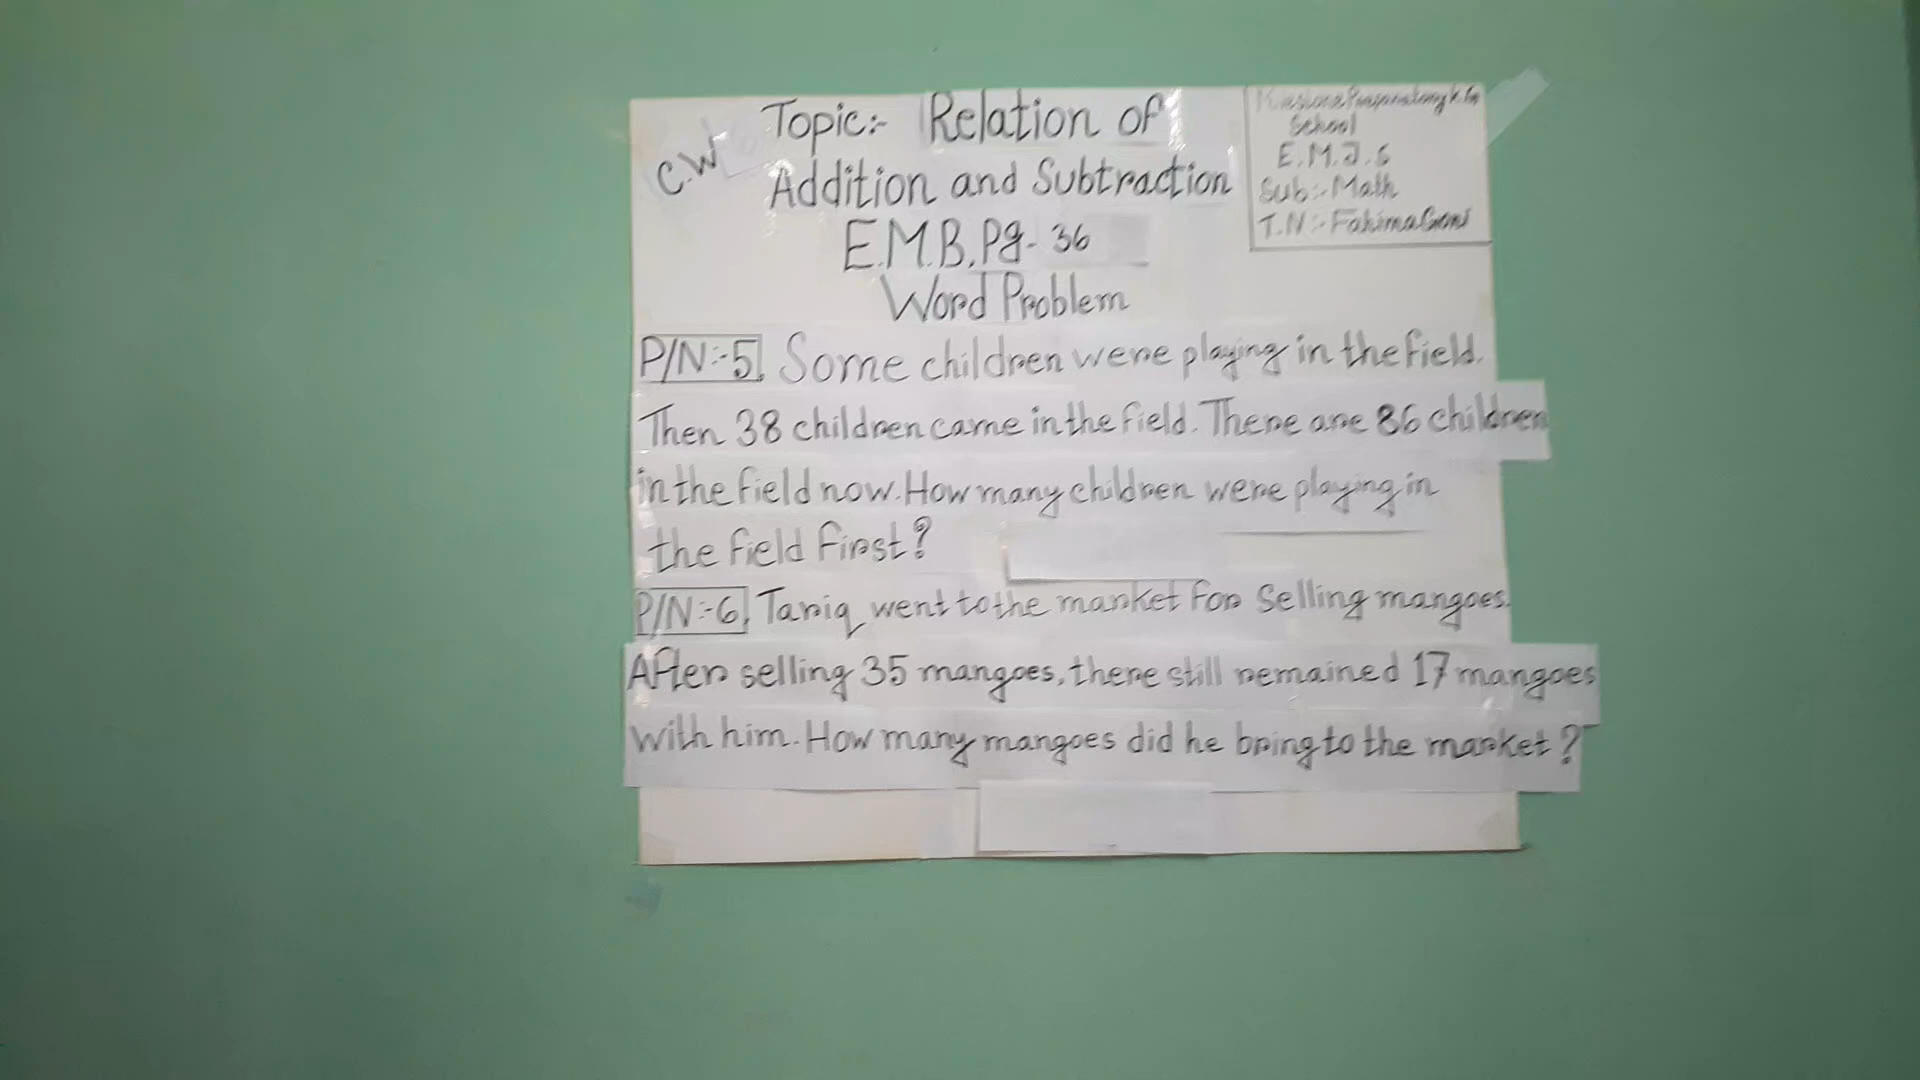 C.W
Topic:- Relation of
Addition and Subtraction
E.M.B, Pg- 36
Word Problem
School
E.M.J.S
Sub:- Math
T.N:- Fahima Gani
P/N:-5, Some children were playing in the field.
Then 38 children came in the field. There are 86 children
in the field now. How many children were playing in
the field first?
P/N:-6, Tariq went to the market for Selling mangoes.
After selling 35 mangoes, there still remained 17 mangoes
with him. How many mangoes did he bring to the market?